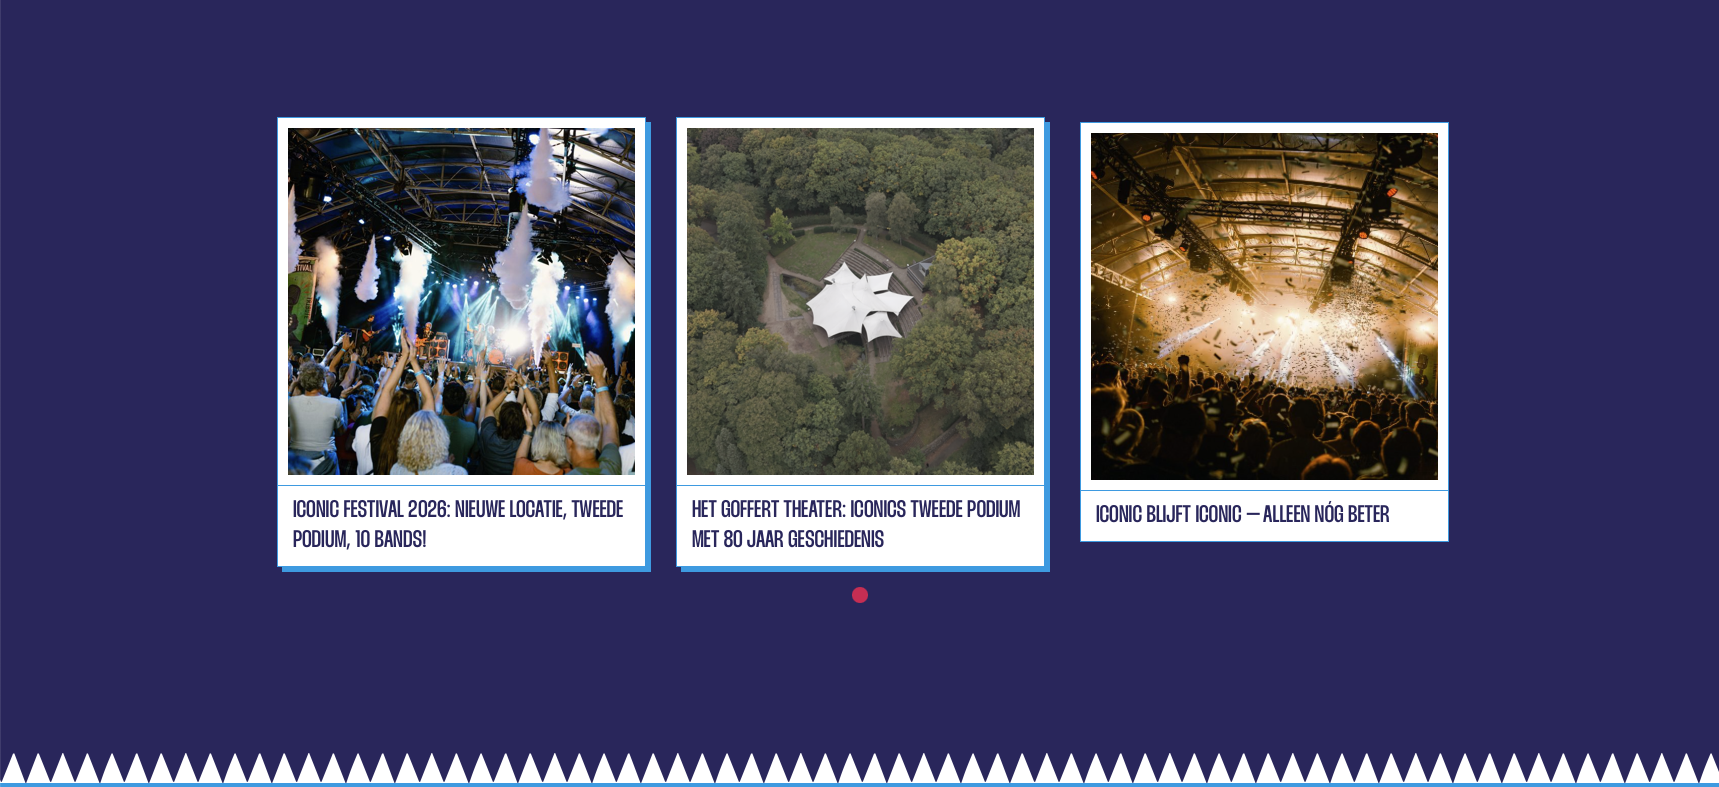 ICONIC FESTIVAL 2026: NIEUWE LOCATIE, TWEEDE
PODIUM, 10 BANDS!
HET GOFFERT THEATER: ICONICS TWEEDE PODIUM
MET 80 JAAR GESCHIEDENIS
ICONIC BLIJFT ICONIC – ALLEEN NÓG BETER